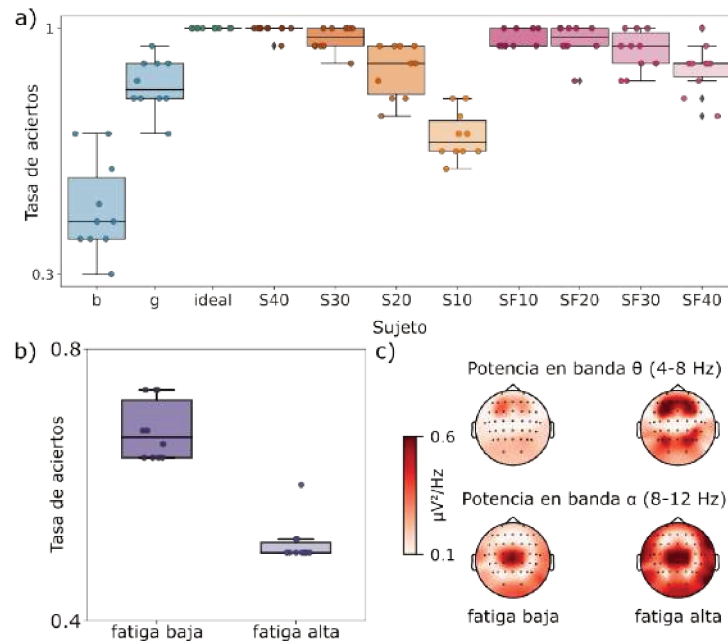 a)
1
Tasa de aciertos
0.3
b g ideal S40 S30 S20 S10 SF10 SF20 SF30 SF40
Sujeto
b)
0.8
Tasa de aciertos
0.4
fatiga baja fatiga alta
c)
Potencia en banda θ (4-8 Hz)
0.6
μV²/Hz
0.1
Potencia en banda α (8-12 Hz)
fatiga baja fatiga alta